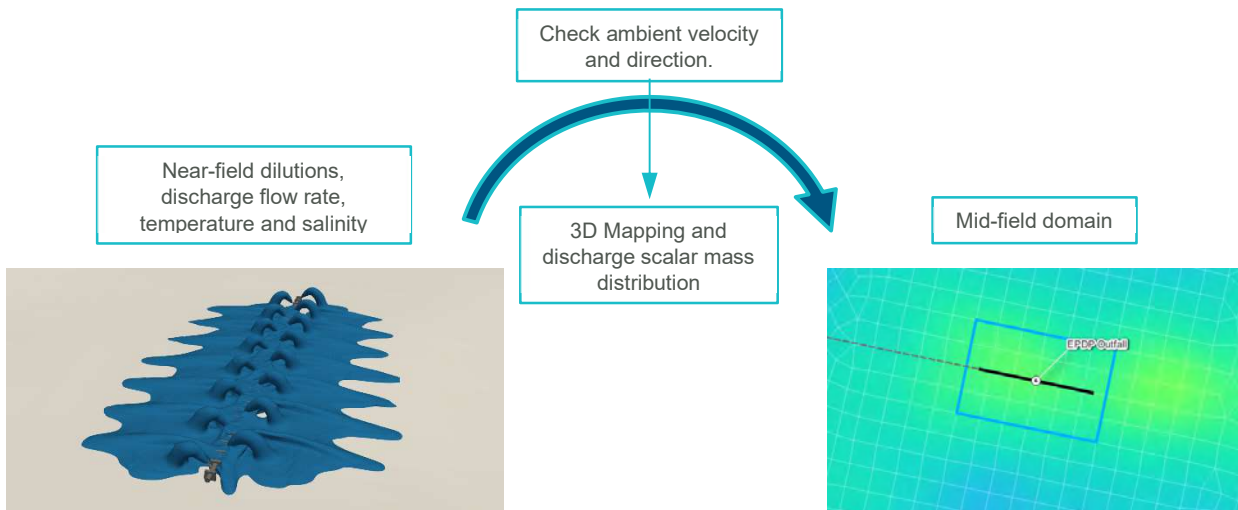 Check ambient velocity
and direction.
Near-field dilutions,
discharge flow rate,
temperature and salinity
3D Mapping and
discharge scalar mass
distribution
Mid-field domain
EPDP Outfall